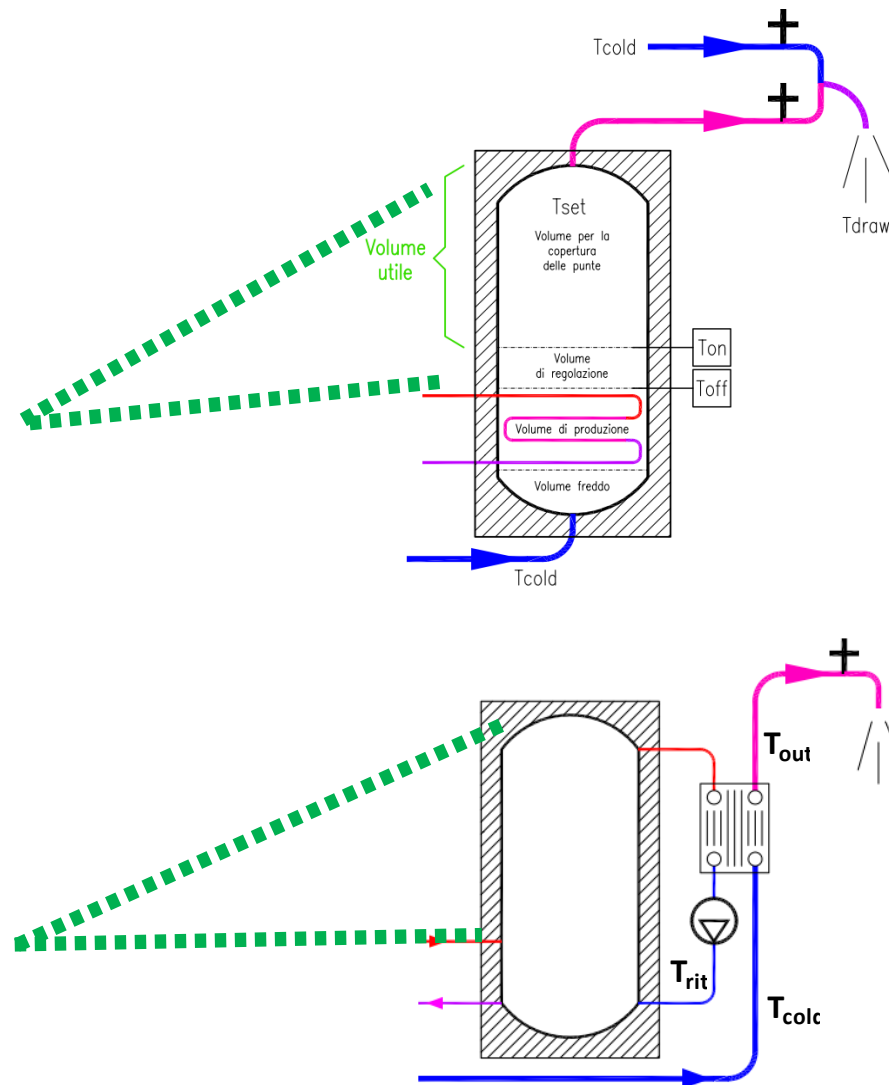 Tcold
Tdraw
Tset
Volume per la
copertura
delle punte
Volume
utile
Ton
Volume
di regolazione
Toff
Volume di produzione
Volume freddo
Tcold
Tout
Trit
Tcold